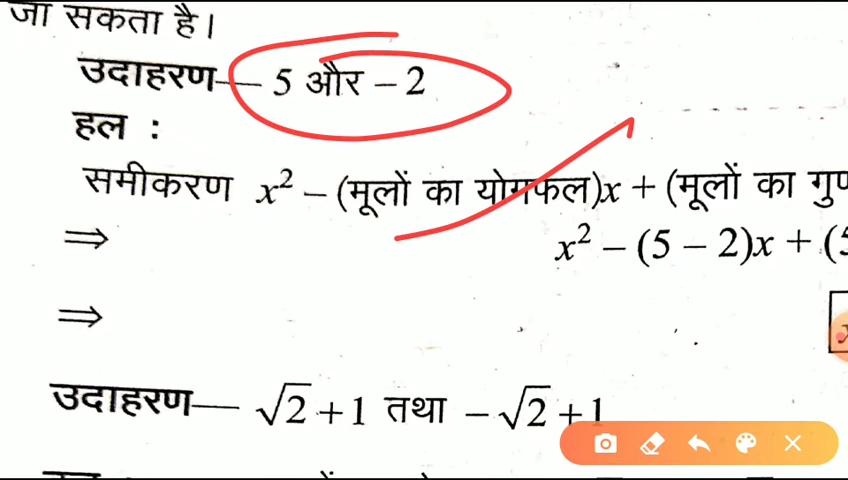 जा सकता है।
उदाहरण— 5 और – 2
हल :
समीकरण x² – (मूलों का योगफल)x + (मूलों का
⇒ x² – (5 – 2)x + (
⇒
उदाहरण— √2 + 1 तथा – √2 + 1